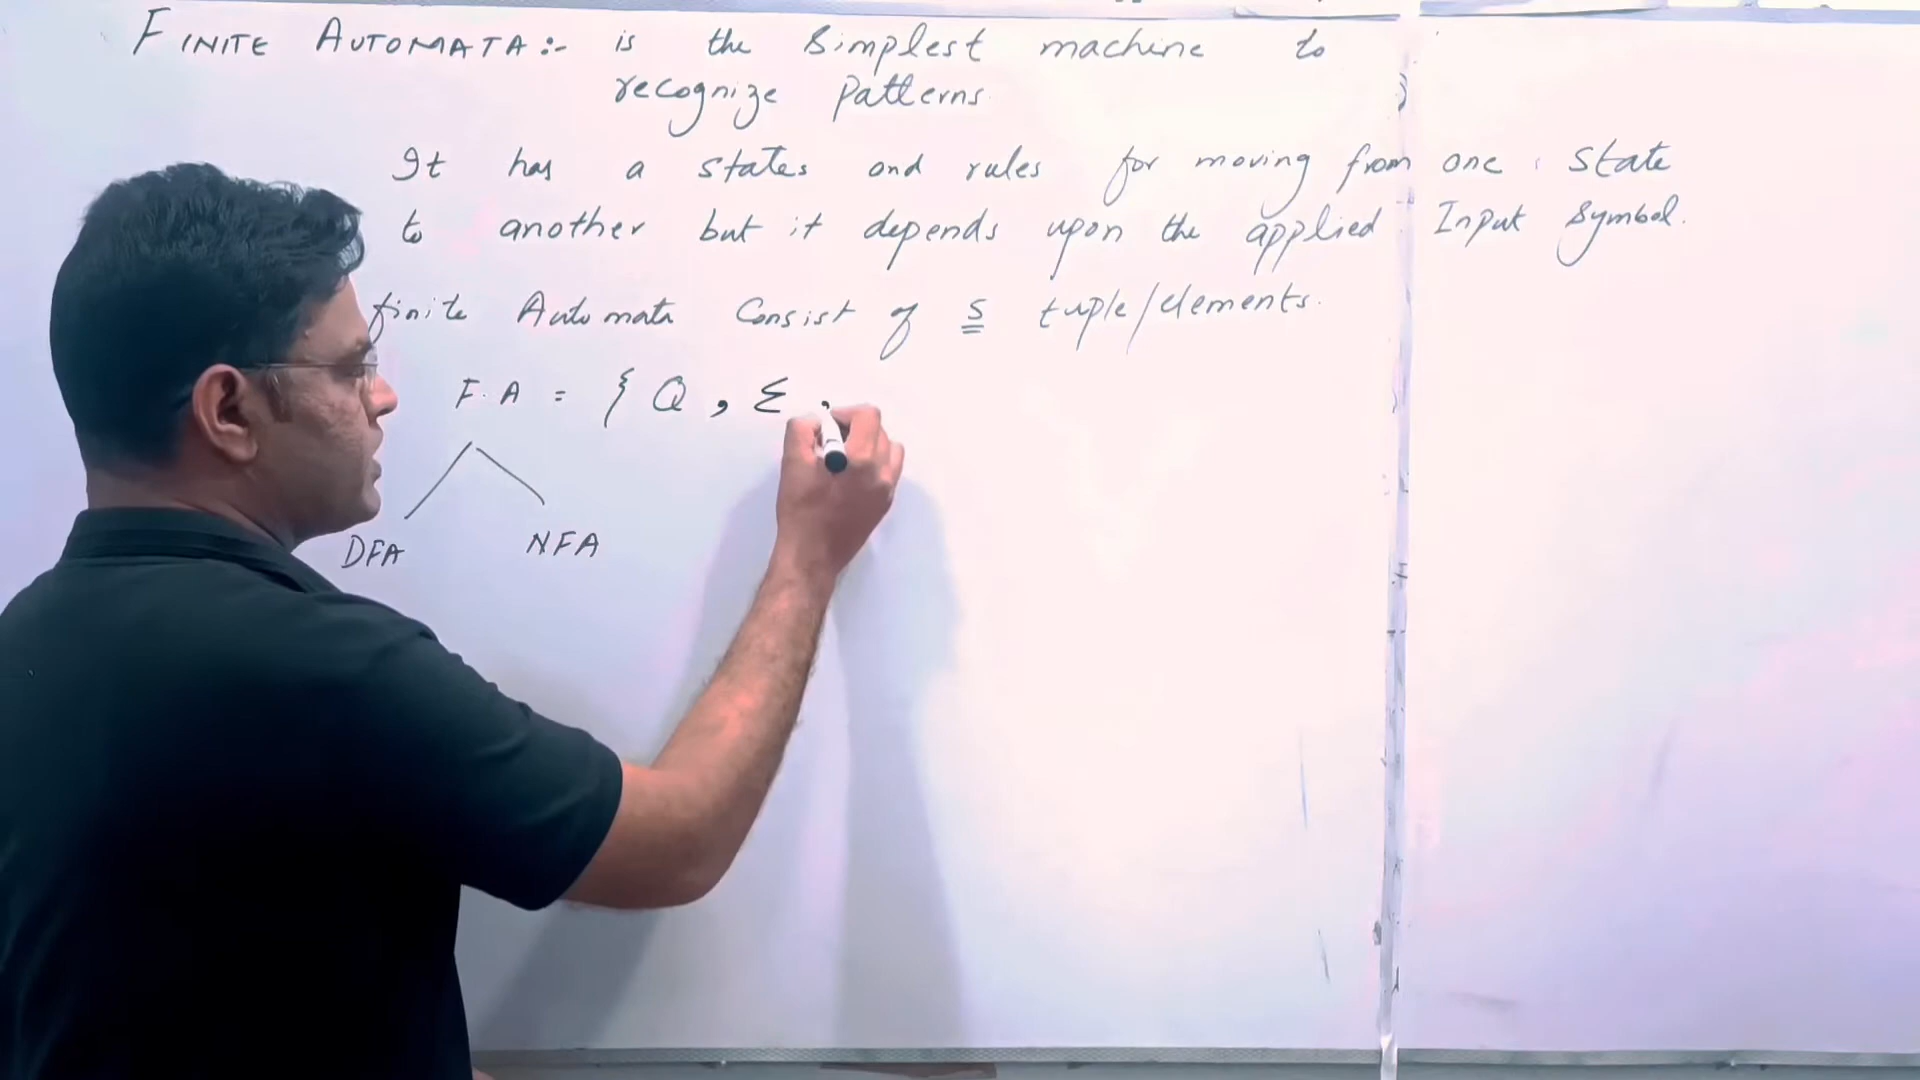 FINITE AUTOMATA :- is the simplest machine to
recognize patterns.
It has a states and rules for moving from one state
to another but it depends upon the applied Input Symbol.
finite Automata Consist of 5 tuple/elements.
F.A = { Q , Σ ,
DFA NFA